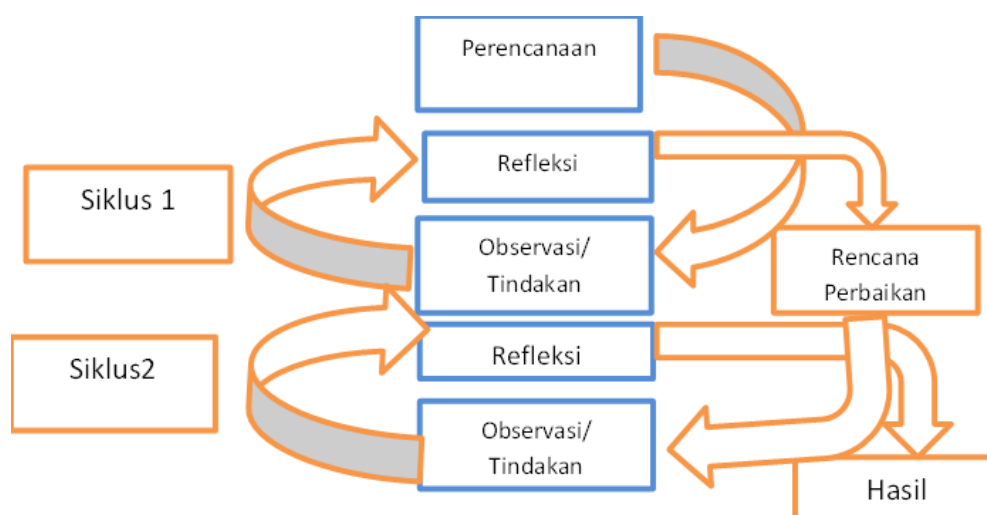 Perencanaan
Refleksi
Siklus 1
Observasi/
Tindakan
Rencana
Perbaikan
Refleksi
Siklus2
Observasi/
Tindakan
Hasil